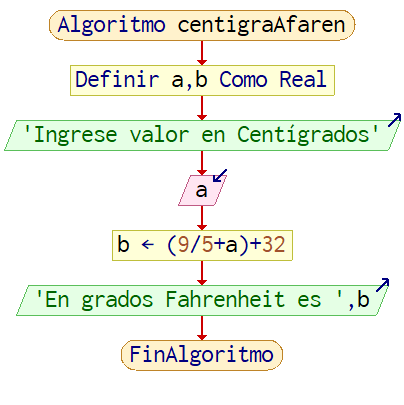 Algoritmo centigraAfaren
Definir a,b Como Real
'Ingrese valor en Centígrados'
a
b ← (9/5+a)+32
'En grados Fahrenheit es ',b
FinAlgoritmo